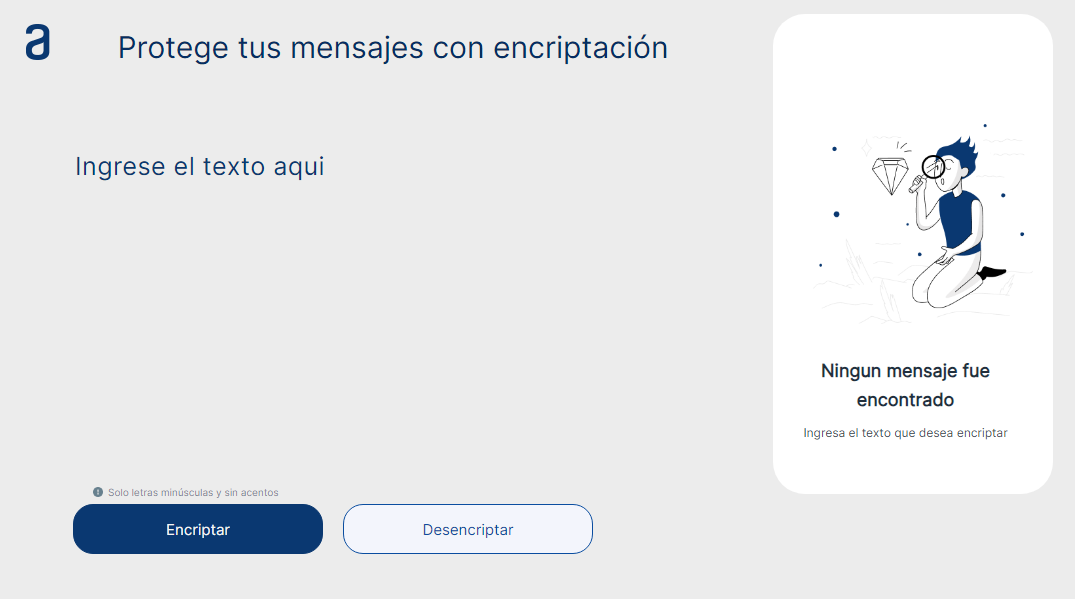 a
Protege tus mensajes con encriptación
Ingrese el texto aqui
Solo letras minúsculas y sin acentos
Encriptar
Desencriptar
Ningun mensaje fue
encontrado
Ingresa el texto que desea encriptar